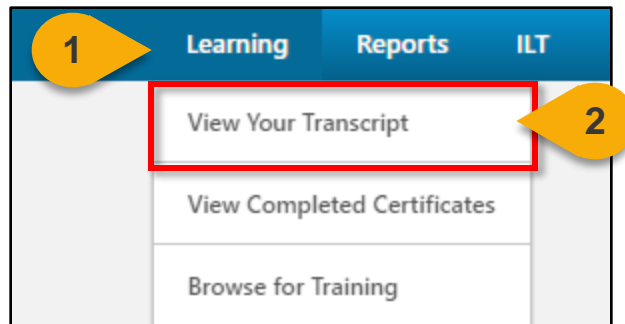 1 Learning Reports ILT
View Your Transcript 2
View Completed Certificates
Browse for Training